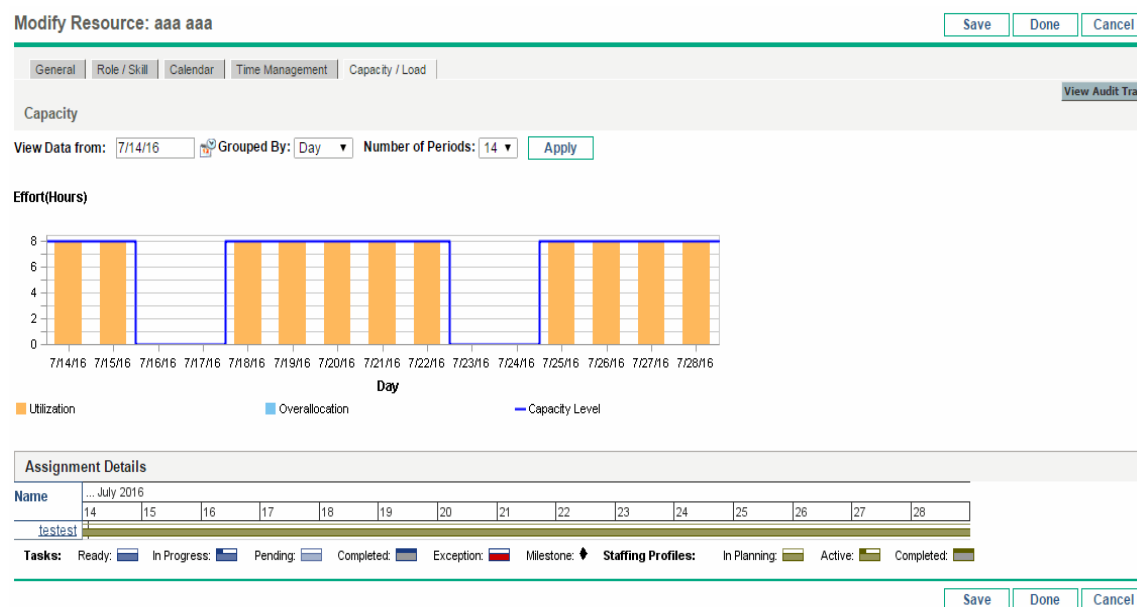 Modify Resource: aaa aaa
Save Done Cancel
General Role / Skill Calendar Time Management Capacity / Load
View Audit Tra
Capacity
View Data from: 7/14/16 Grouped By: Day Number of Periods: 14 Apply
Effort(Hours)
8
6
4
2
0
7/14/16 7/15/16 7/16/16 7/17/16 7/18/16 7/19/16 7/20/16 7/21/16 7/22/16 7/23/16 7/24/16 7/25/16 7/26/16 7/27/16 7/28/16
Day
Utilization Overallocation Capacity Level
Assignment Details
Name ... July 2016
14 15 16 17 18 19 20 21 22 23 24 25 26 27 28
testest
Tasks: Ready: In Progress: Pending: Completed: Exception: Milestone: Staffing Profiles: In Planning: Active: Completed:
Save Done Cancel